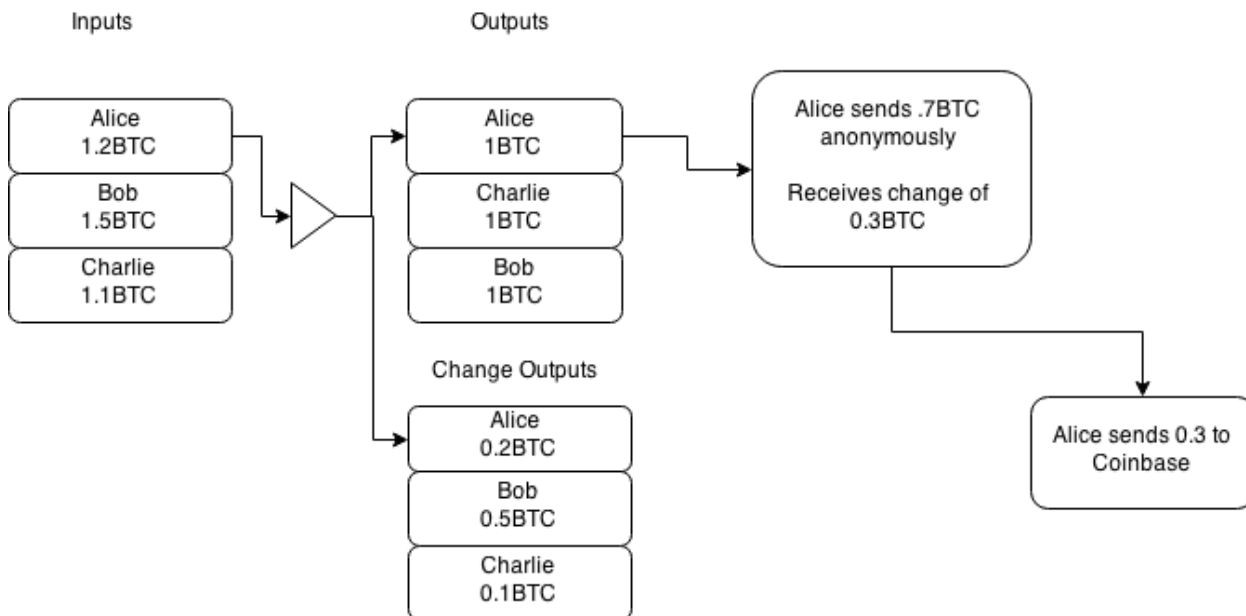 Inputs
Outputs
Alice
1.2BTC
Bob
1.5BTC
Charlie
1.1BTC
Alice
1BTC
Charlie
1BTC
Bob
1BTC
Alice sends .7BTC
anonymously
Receives change of
0.3BTC
Change Outputs
Alice
0.2BTC
Bob
0.5BTC
Charlie
0.1BTC
Alice sends 0.3 to
Coinbase